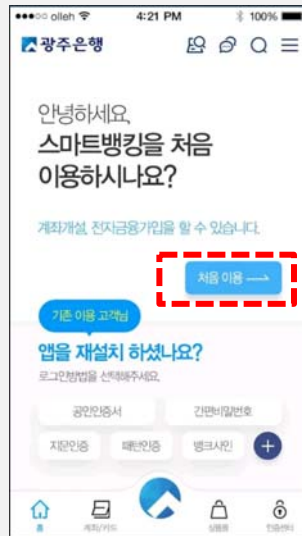 olleh 4:21 PM 100%
광주은행
안녕하세요,
스마트뱅킹을 처음
이용하시나요?
계좌개설, 전자금융가입을 할 수 있습니다.
처음 이용
기존 이용 고객님
앱을 재설치 하셨나요?
로그인방법을 선택해주세요.
공인인증서 간편비밀번호
지문인증 패턴인증 뱅크사인
홈 계좌/카드 상품몰 인증센터